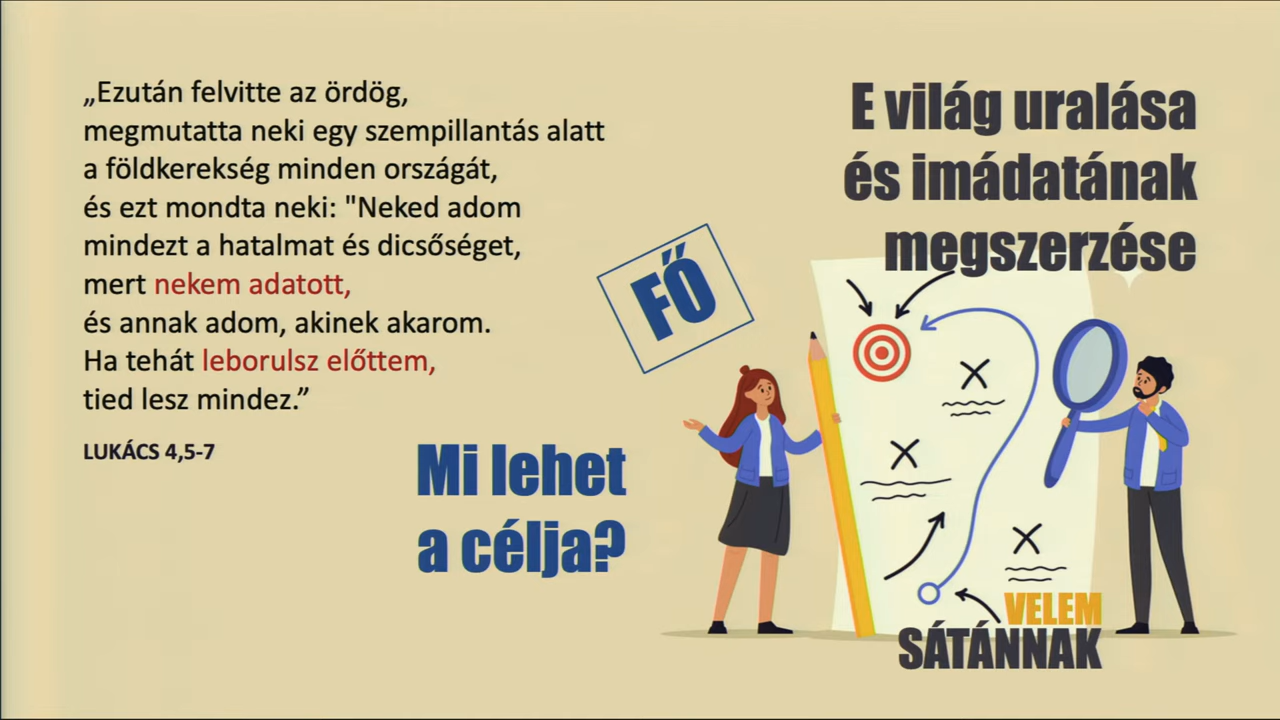 „Ezután felvitte az ördög,
megmutatta neki egy szempillantás alatt
a földkerekség minden országát,
és ezt mondta neki: "Neked adom
mindezt a hatalmat és dicsőséget,
mert nekem adatott,
és annak adom, akinek akarom.
Ha tehát leborulsz előttem,
tied lesz mindez.”
LUKÁCS 4,5-7
Mi lehet
a célja?
FŐ
E világ uralása
és imádatának
megszerzése
VELEM
SÁTÁNNAK